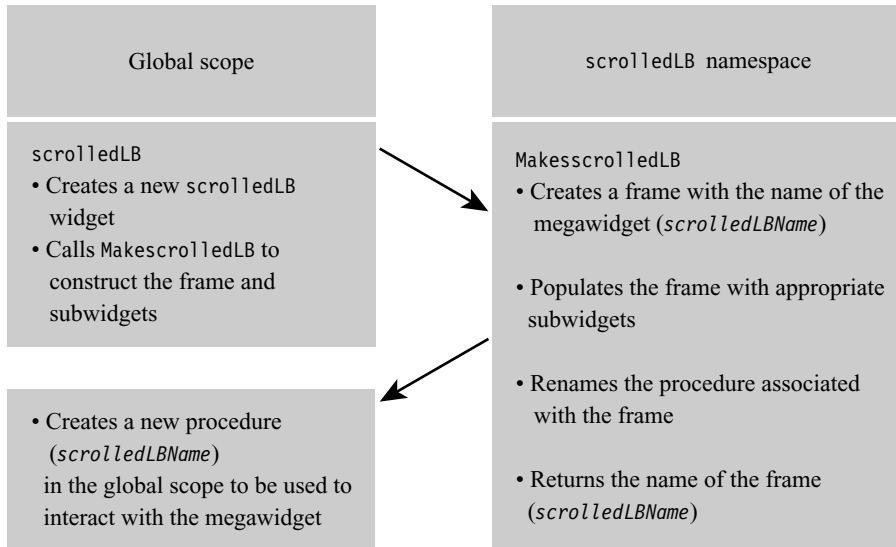 Global scope
scrolledLB namespace
scrolledLB
• Creates a new scrolledLB
widget
• Calls MakescrolledLB to
construct the frame and
subwidgets
• Creates a new procedure
(scrolledLBName)
in the global scope to be used to
interact with the megawidget
MakesscrolledLB
• Creates a frame with the name of the
megawidget (scrolledLBName)
• Populates the frame with appropriate
subwidgets
• Renames the procedure associated
with the frame
• Returns the name of the frame
(scrolledLBName)